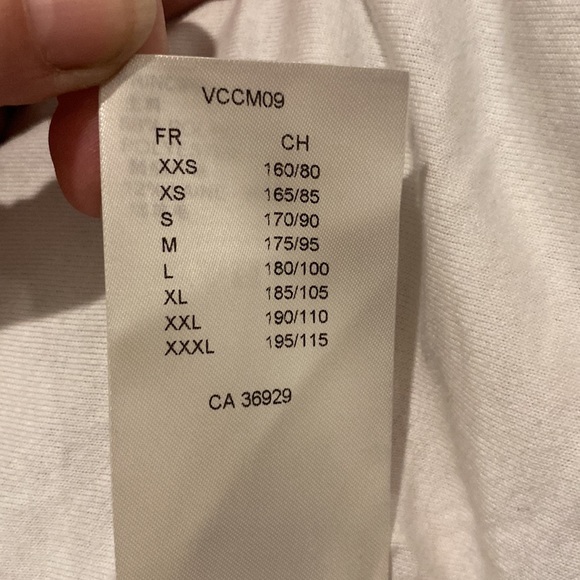 VCCM09
FR CH
XXS 160/80
XS 165/85
S 170/90
M 175/95
L 180/100
XL 185/105
XXL 190/110
XXXL 195/115
CA 36929